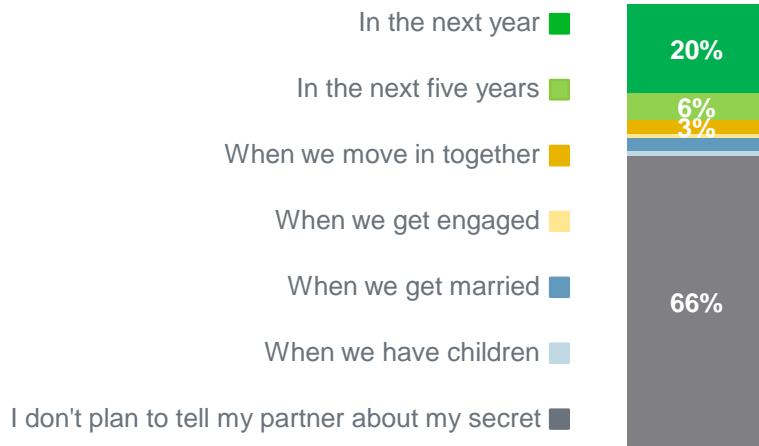 In the next year
20%
In the next five years
6%
3%
When we move in together
When we get engaged
When we get married
66%
When we have children
I don't plan to tell my partner about my secret